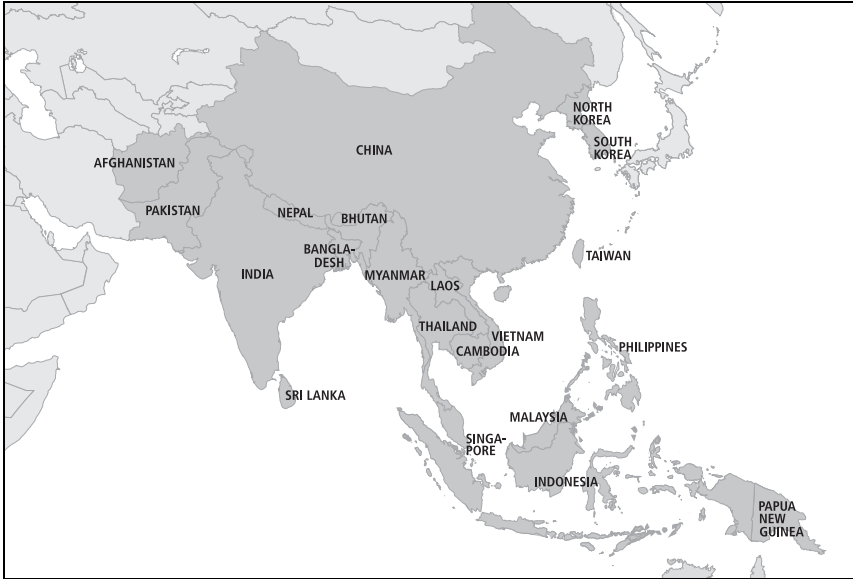 NORTH
KOREA
SOUTH
KOREA
CHINA
AFGHANISTAN
PAKISTAN
NEPAL
BHUTAN
BANGLA-
DESH
INDIA
MYANMAR
TAIWAN
LAOS
THAILAND
VIETNAM
CAMBODIA
PHILIPPINES
SRI LANKA
MALAYSIA
SINGA-
PORE
INDONESIA
PAPUA
NEW
GUINEA